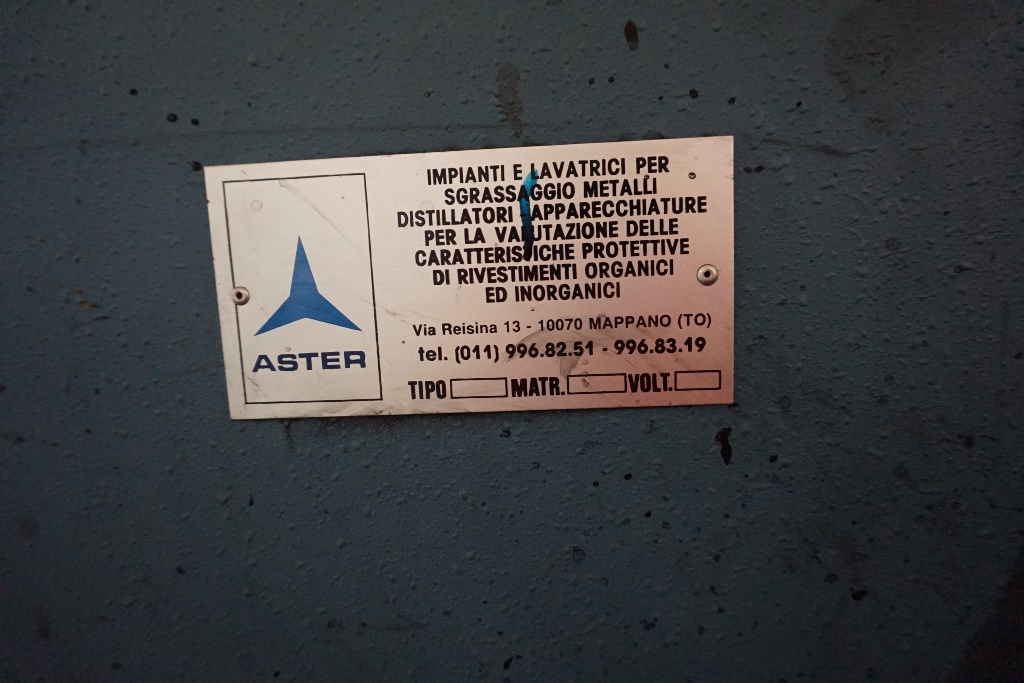 ASTER
IMPIANTI E LAVATRICI PER
SGRASSAGGIO METALLI
DISTILLATORI - APPARECCHIATURE
PER LA VALUTAZIONE DELLE
CARATTERISTICHE PROTETTIVE
DI RIVESTIMENTI ORGANICI
ED INORGANICI
Via Reisina 13 - 10070 MAPPANO (TO)
tel. (011) 996.82.51 - 996.83.19
TIPO MATR. VOLT.